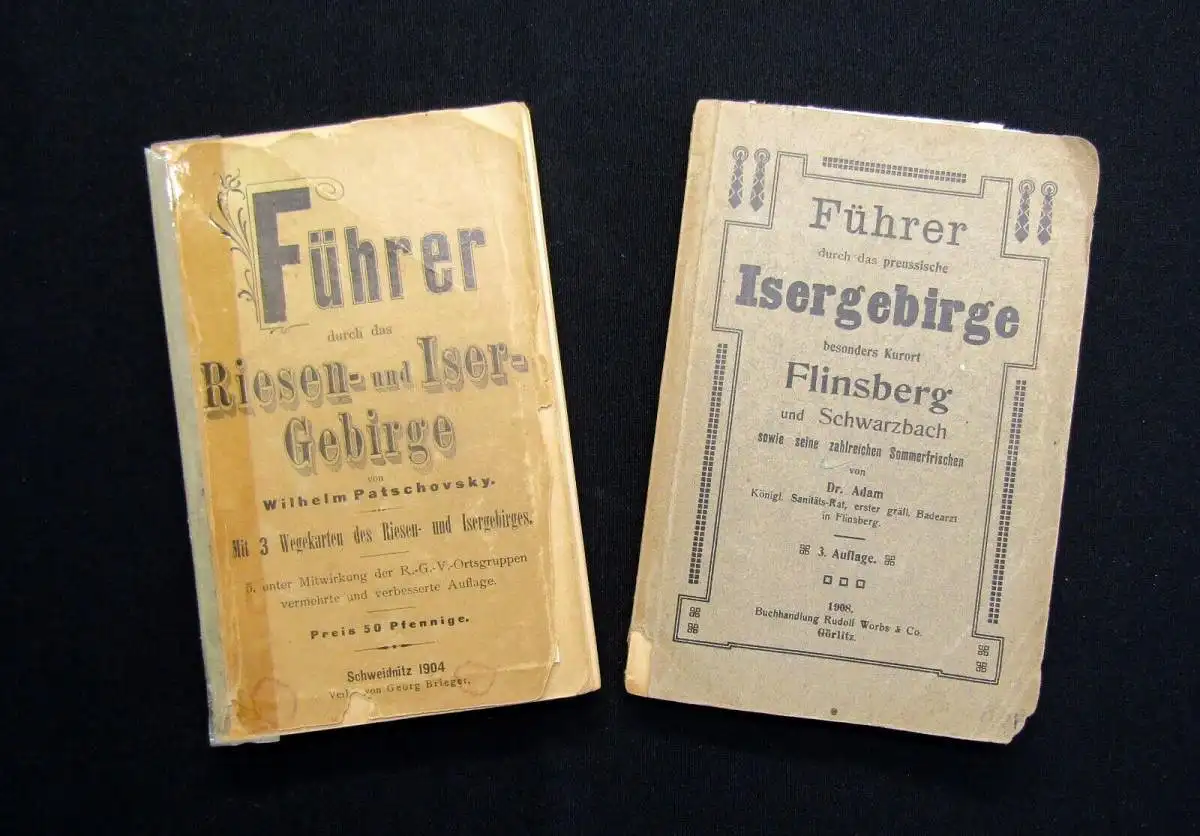 Führer
durch das
Riesen- und Iser-
Gebirge
von
Wilhelm Patschovsky.
Mit 3 Wegekarten des Riesen- und Isergebirges.
5. unter Mitwirkung der R.-G.-V.-Ortsgruppen
vermehrte und verbesserte Auflage.
Preis 50 Pfennige.
Schweidnitz 1904
Verlag von Georg Brieger.
Führer
durch das preussische
Isergebirge
besonders Kurort
Flinsberg
und Schwarzbach
sowie seine zahlreichen Sommerfrischen
von
Dr. Adam
Königl. Sanitäts-Rat, erster gräfl. Badearzt
in Flinsberg.
3. Auflage.
1908.
Buchhandlung Rudolf Worbs & Co.
Görlitz.